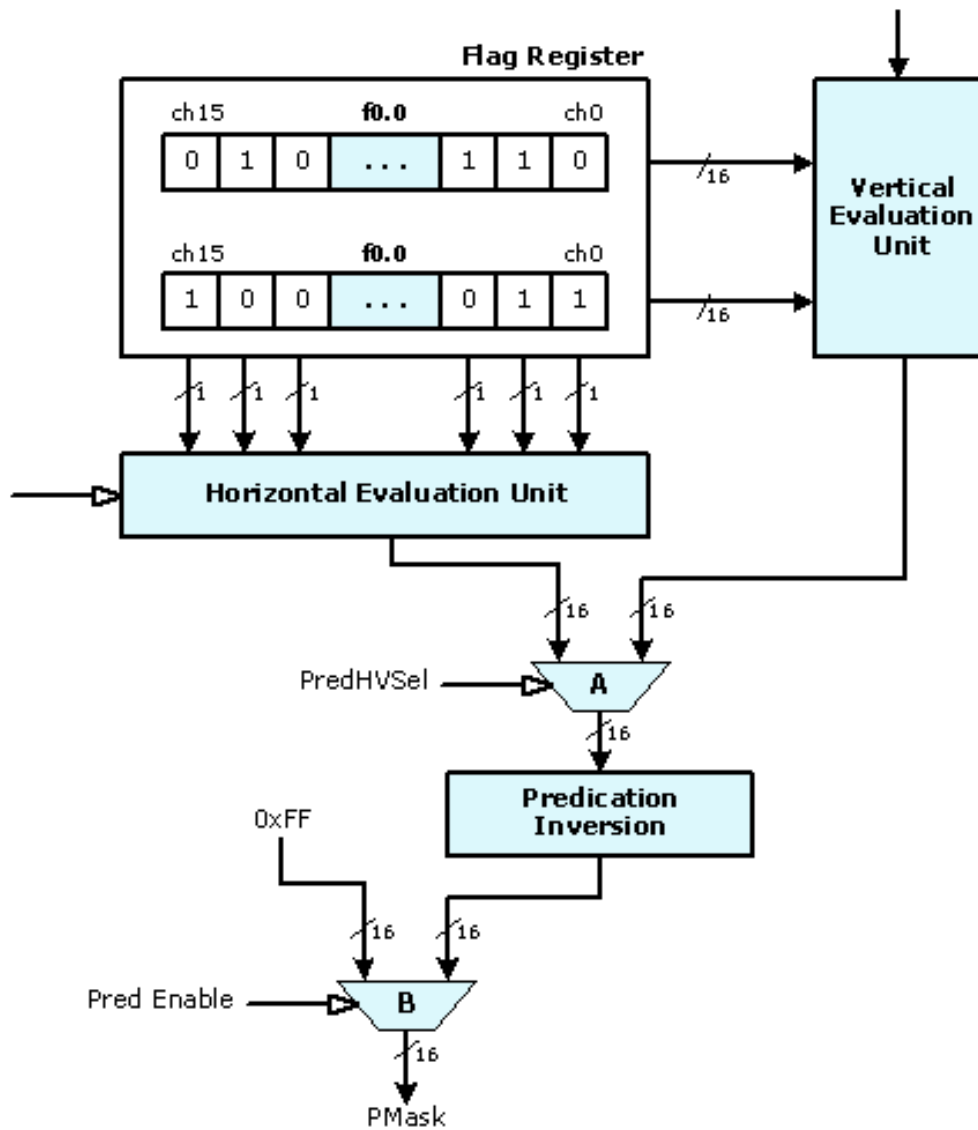 Flag Register
ch15 f0.0 ch0
0 1 0 ... 1 1 0
16
Vertical
Evaluation
Unit
ch15 f0.0 ch0
1 0 0 ... 0 1 1
16
1 1 1 1 1 1
Horizontal Evaluation Unit
16 16
PredHVSel
A
16
Predication
Inversion
0xFF
16 16
Pred Enable
B
16
PMask